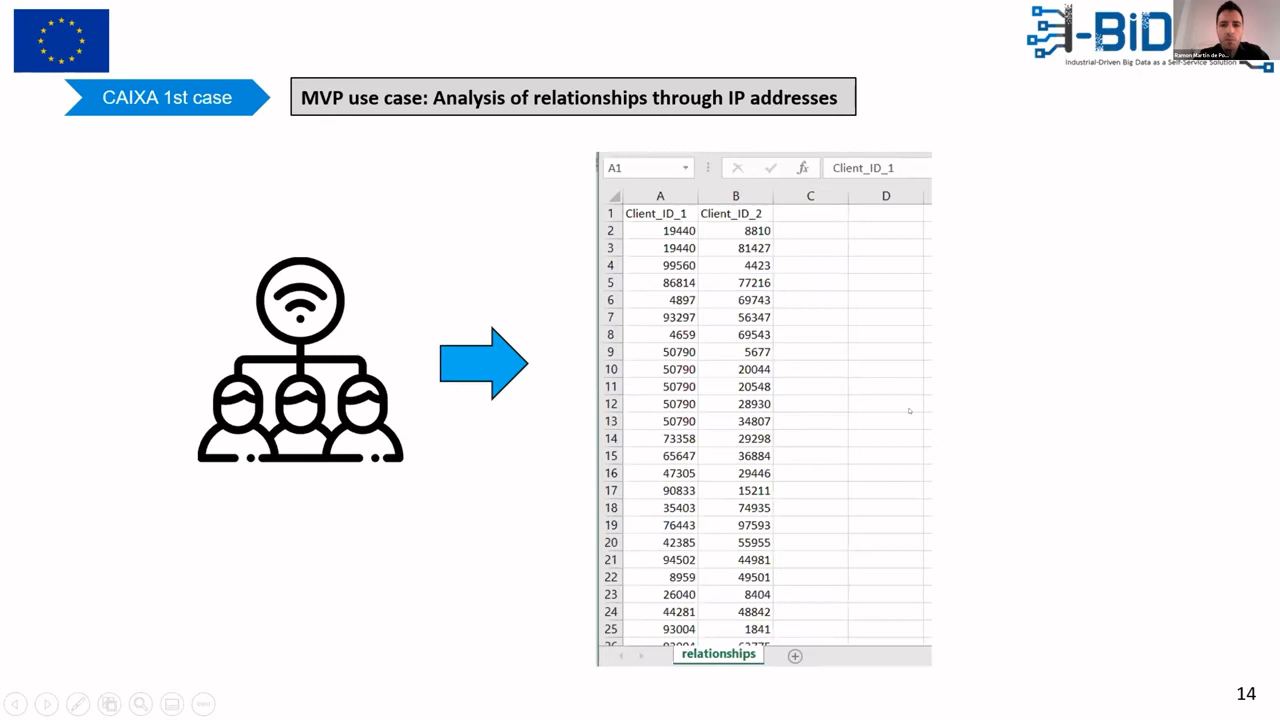 I-BiD
Industrial-Driven Big Data as a Self-Service Solution
Ramon Martin de Po...
CAIXA 1st case
MVP use case: Analysis of relationships through IP addresses
A1 fx Client_ID_1
A B C D
1 Client_ID_1 Client_ID_2
2 19440 8810
3 19440 81427
4 99560 4423
5 86814 77216
6 4897 69743
7 93297 56347
8 4659 69543
9 50790 5677
10 50790 20044
11 50790 20548
12 50790 28930
13 50790 34807
14 73358 29298
15 65647 36884
16 47305 29446
17 90833 15211
18 35403 74935
19 76443 97593
20 42385 55955
21 94502 44981
22 8959 49501
23 26040 8404
24 44281 48842
25 93004 1841
relationships
14